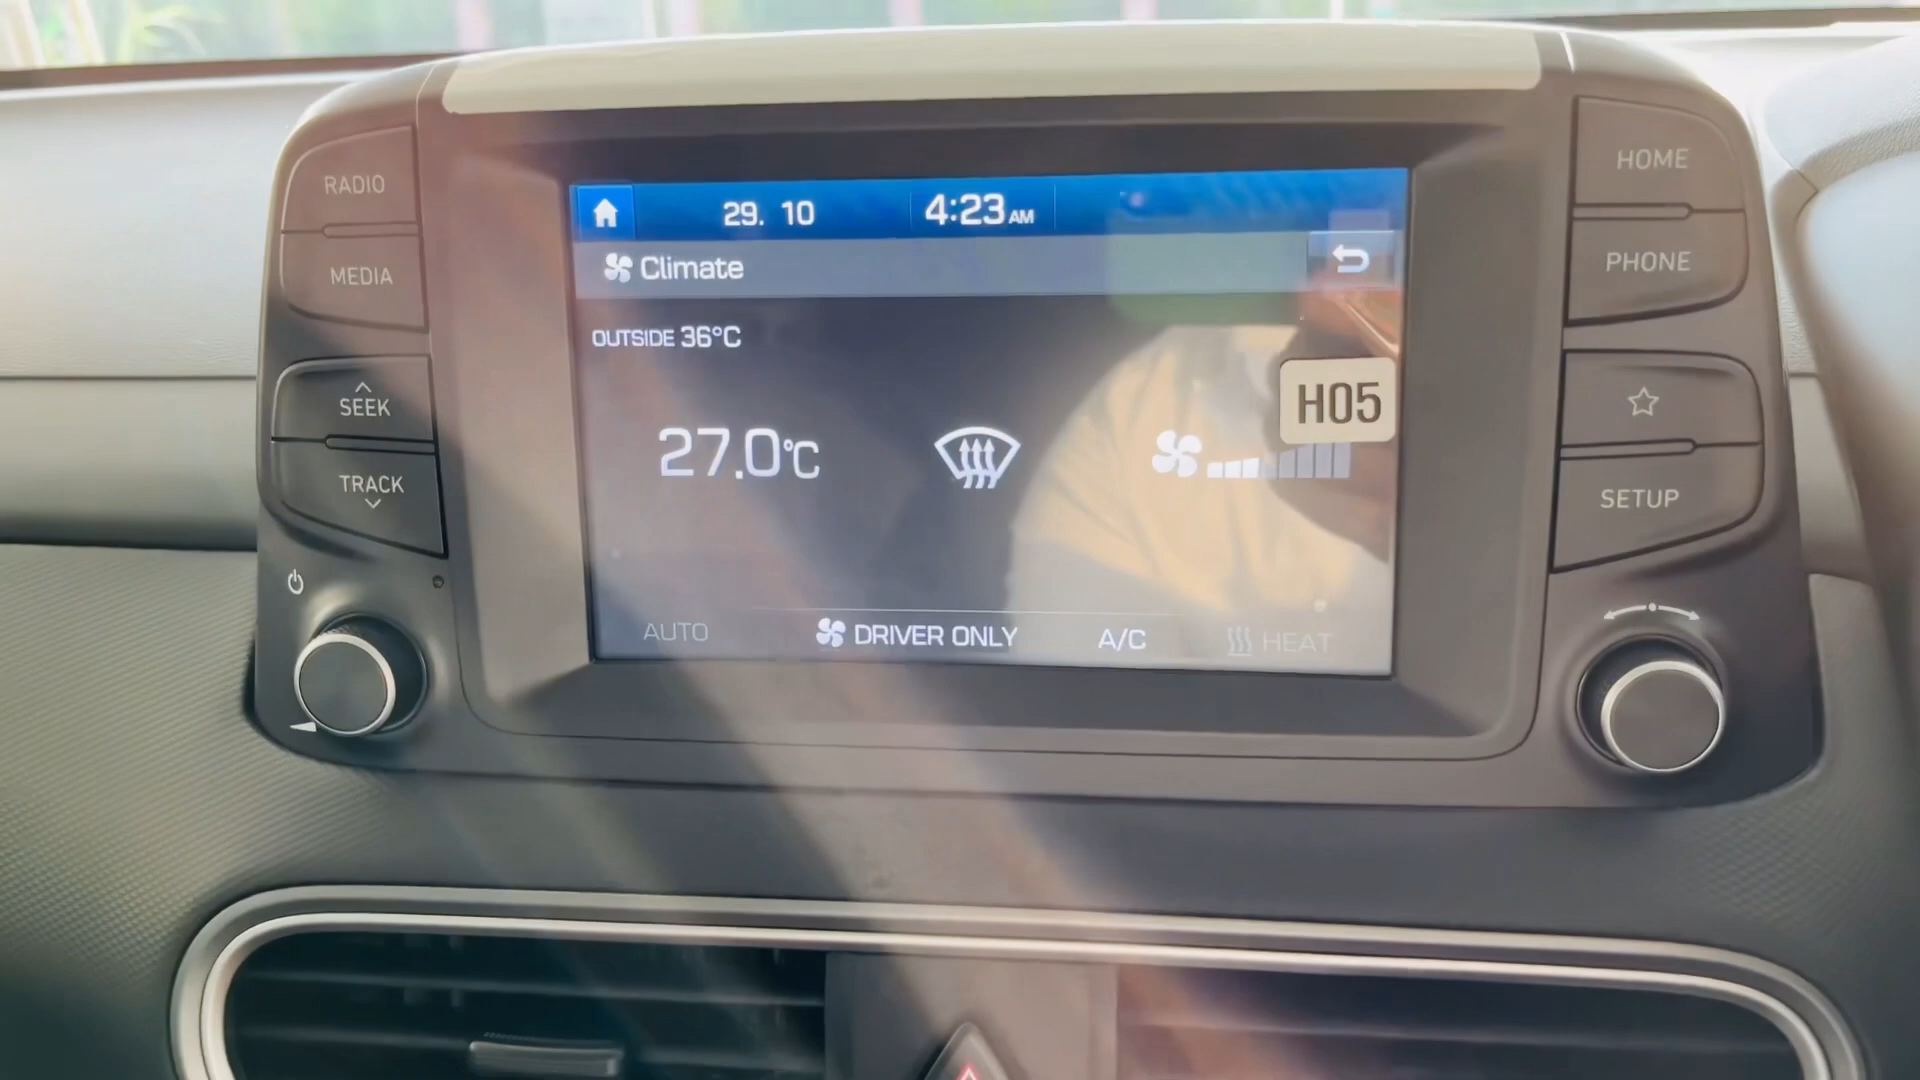 RADIO
MEDIA
SEEK
TRACK
29. 10
4:23 AM
Climate
OUTSIDE 36°C
27.0°C
H05
AUTO
DRIVER ONLY
A/C
HEAT
HOME
PHONE
SETUP